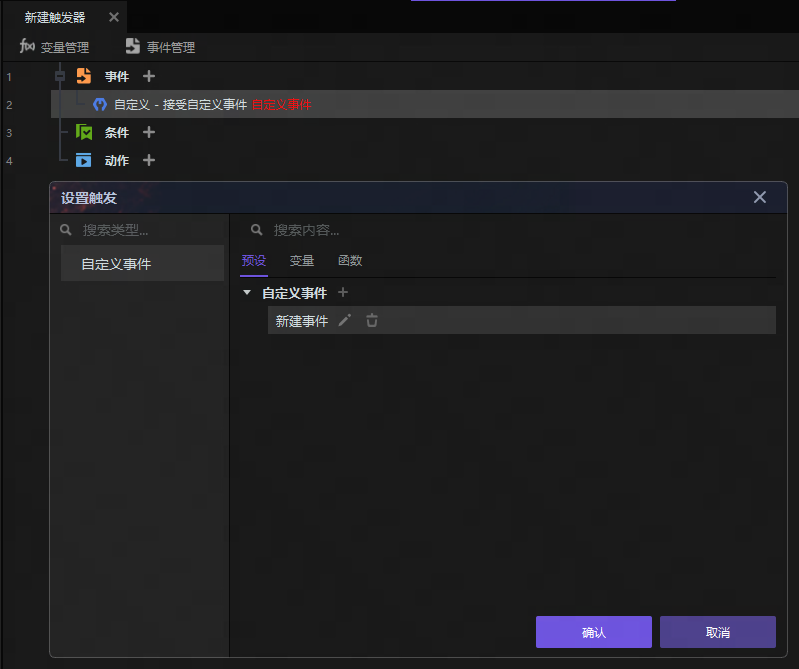 新建触发器
变量管理 事件管理
1 事件
2 自定义 - 接受自定义事件 自定义事件
3 条件
4 动作
设置触发
搜索类型... 搜索内容...
自定义事件 预设 变量 函数
自定义事件
新建事件
确认 取消